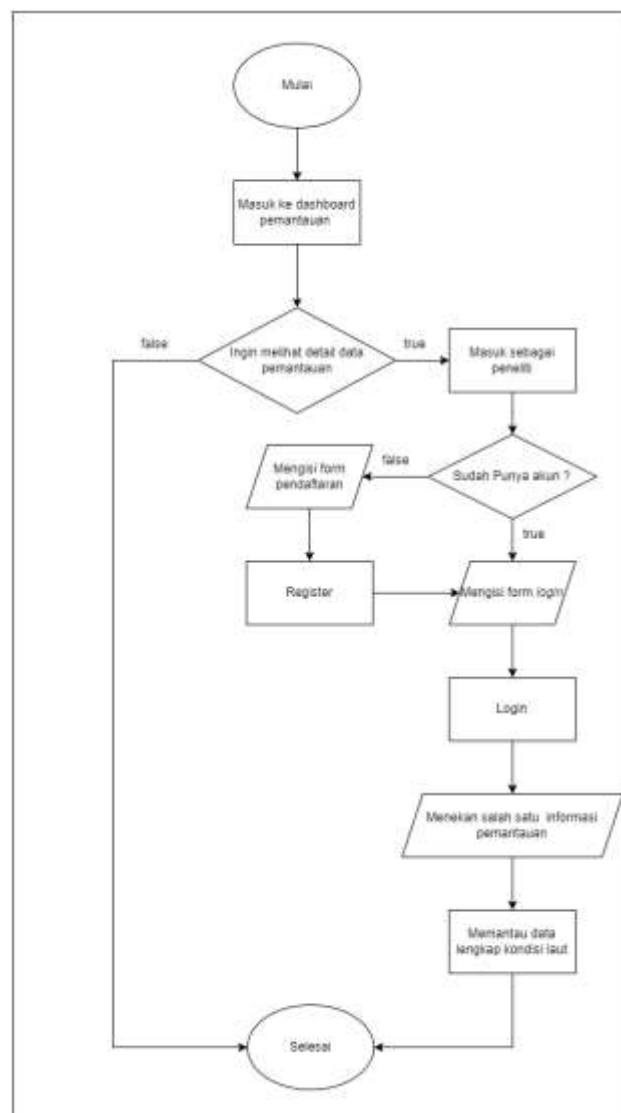 Mulai
Masuk ke dashboard
pemantauan
false
Ingin melihat detail data
pemantauan
true
Masuk sebagai
peneliti
Mengisi form
pendaftaran
false
Sudah Punya akun ?
true
Register
Mengisi form login
Login
Menekan salah satu informasi
pemantauan
Memantau data
lengkap kondisi laut
Selesai